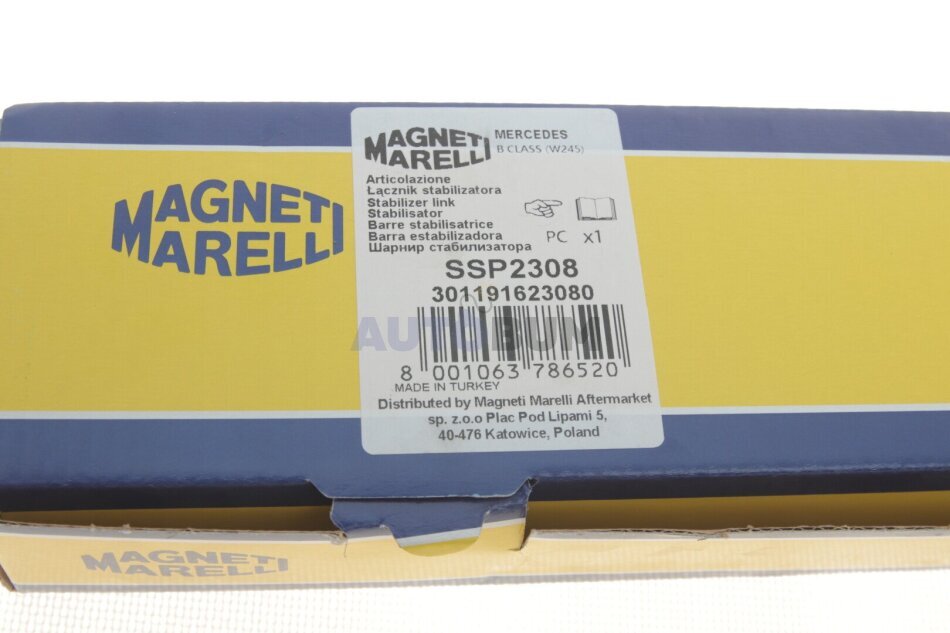 MAGNETI
MARELLI
MAGNETI
MARELLI
MERCEDES
B CLASS (W245)
Articolazione
Łącznik stabilizatora
Stabilizer link
Stabilisator
Barre stabilisatrice
Barra estabilizadora
Шарнир стабилизатора
PC x1
SSP2308
301191623080
AUTOBUM
8 001063 786520
MADE IN TURKEY
Distributed by Magneti Marelli Aftermarket
sp. z.o.o Plac Pod Lipami 5,
40-476 Katowice, Poland
MAGNETI
MARELLI